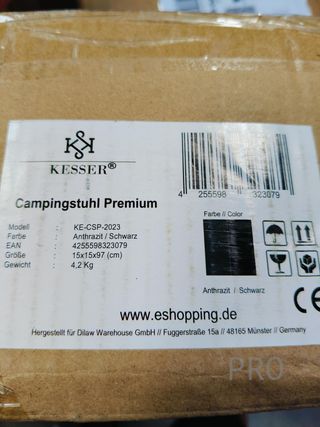 KESSER®
4 255598 323079
Campingstuhl Premium
Modell : KE-CSP-2023
Farbe : Anthrazit / Schwarz
EAN : 4255598323079
Größe : 15x15x97 (cm)
Gewicht : 4,2 Kg
Farbe // Color
Anthrazit / Schwarz
CE
www.eshopping.de
Hergestellt für Dilaw Warehouse GmbH // Fuggerstraße 15a // 48165 Münster // Germany
PRO